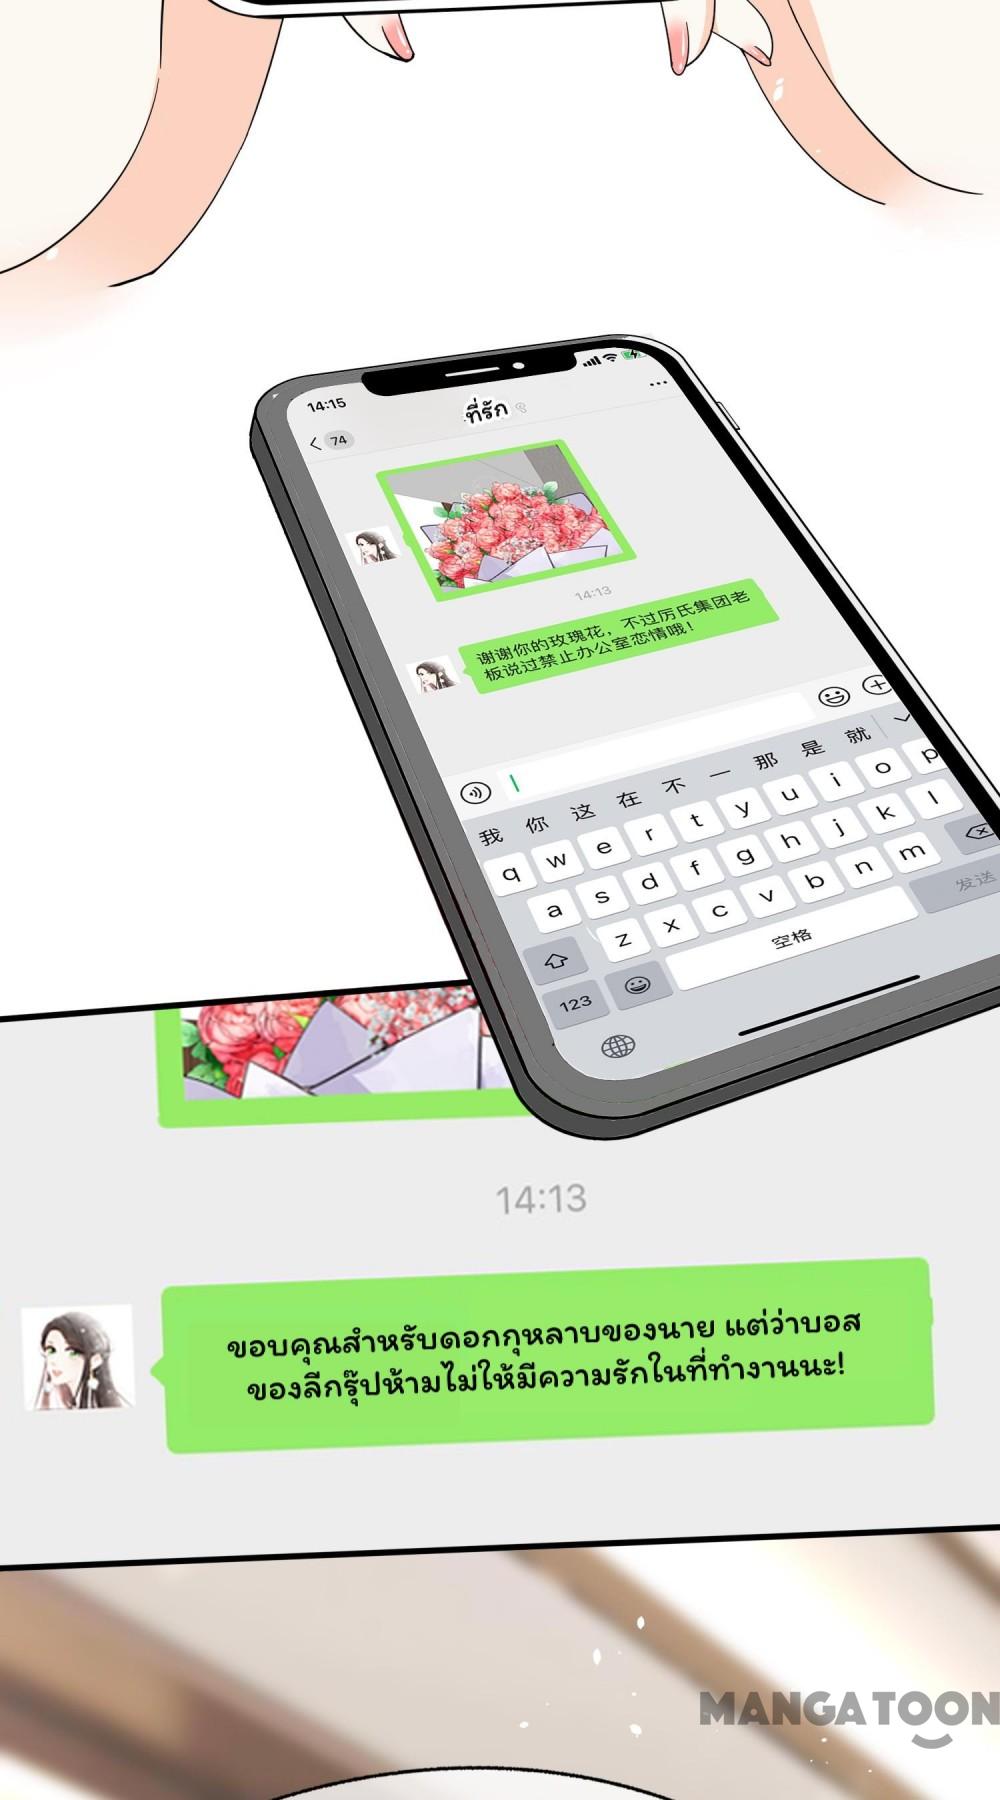 14:15
ที่รัก
74
14:13
谢谢你的玫瑰花，不过厉氏集团老
板说过禁止办公室恋情哦！
我 你 这 在 不 一 那 是 就
q w e r t y u i o p
a s d f g h j k l
z x c v b n m
123
空格
发送
14:13
ขอบคุณสำหรับดอกกุหลาบของนาย แต่ว่าบอส
ของลีกรุ๊ปห้ามไม่ให้มีความรักในที่ทำงานนะ!
MANGATOON